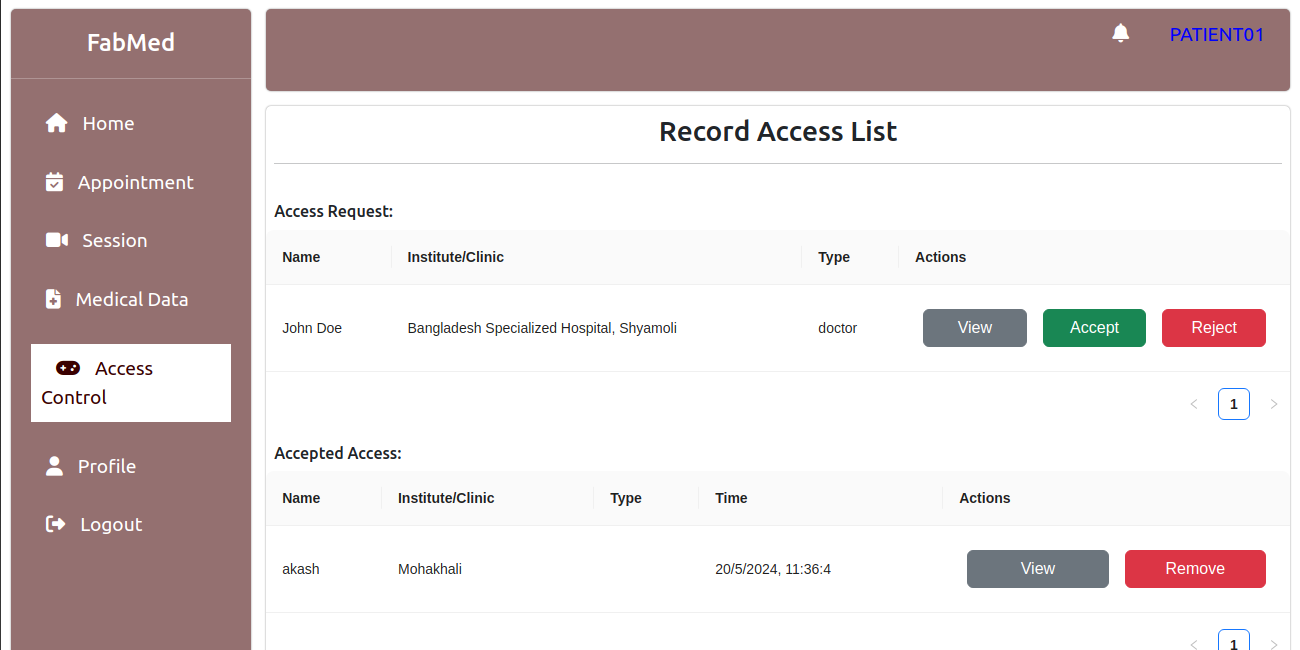 FabMed
PATIENT01
Home
Appointment
Session
Medical Data
Access
Control
Profile
Logout
Record Access List
Access Request:
Name Institute/Clinic Type Actions
John Doe Bangladesh Specialized Hospital, Shyamoli doctor View Accept Reject
< 1 >
Accepted Access:
Name Institute/Clinic Type Time Actions
akash Mohakhali 20/5/2024, 11:36:4 View Remove
< 1 >